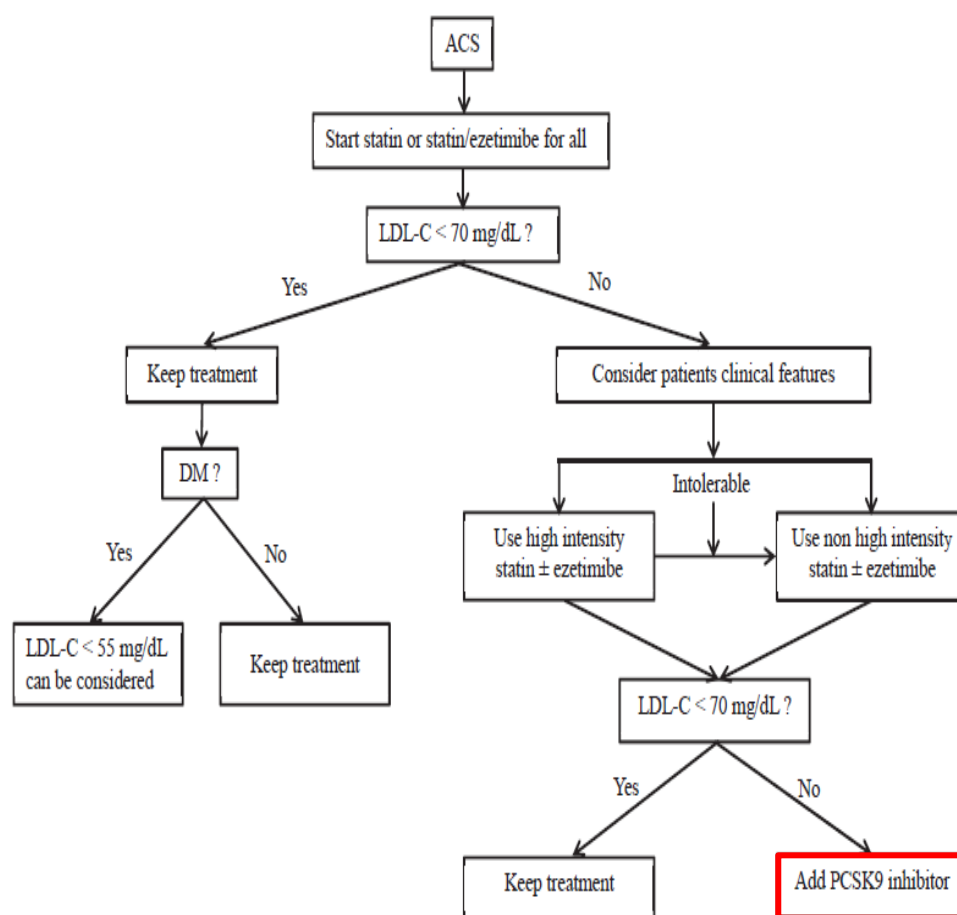 ACS
Start statin or statin/ezetimibe for all
LDL-C < 70 mg/dL ?
Yes
No
Keep treatment
Consider patients clinical features
DM ?
Intolerable
Yes
No
Use high intensity
statin ± ezetimibe
Use non high intensity
statin ± ezetimibe
LDL-C < 55 mg/dL
can be considered
Keep treatment
LDL-C < 70 mg/dL ?
Yes
No
Keep treatment
Add PCSK9 inhibitor